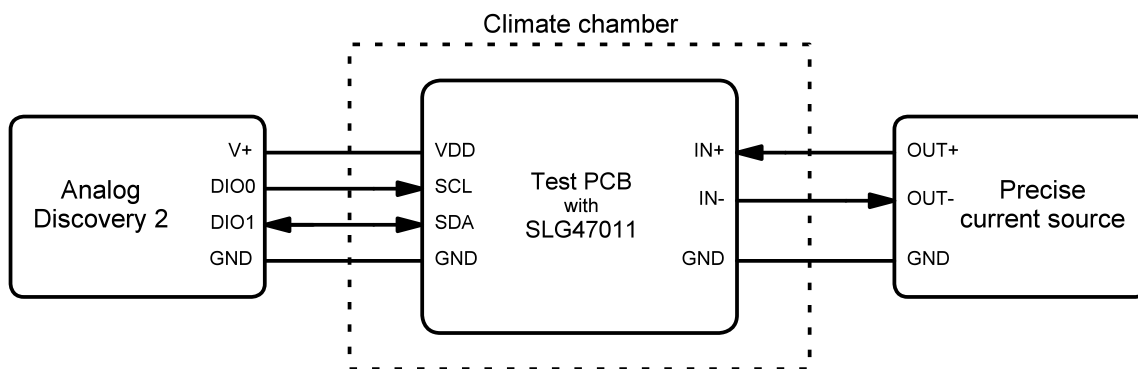 Climate chamber
Analog
Discovery 2
V+
DIO0
DIO1
GND
VDD
SCL
SDA
GND
Test PCB
with
SLG47011
IN+
IN-
GND
OUT+
OUT-
GND
Precise
current source